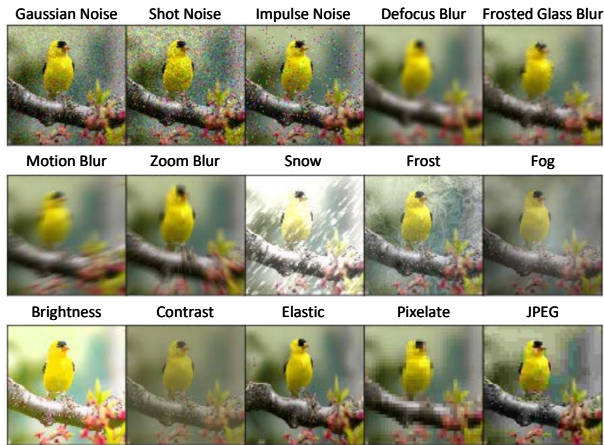 Gaussian Noise Shot Noise Impulse Noise Defocus Blur Frosted Glass Blur
Motion Blur Zoom Blur Snow Frost Fog
Brightness Contrast Elastic Pixelate JPEG